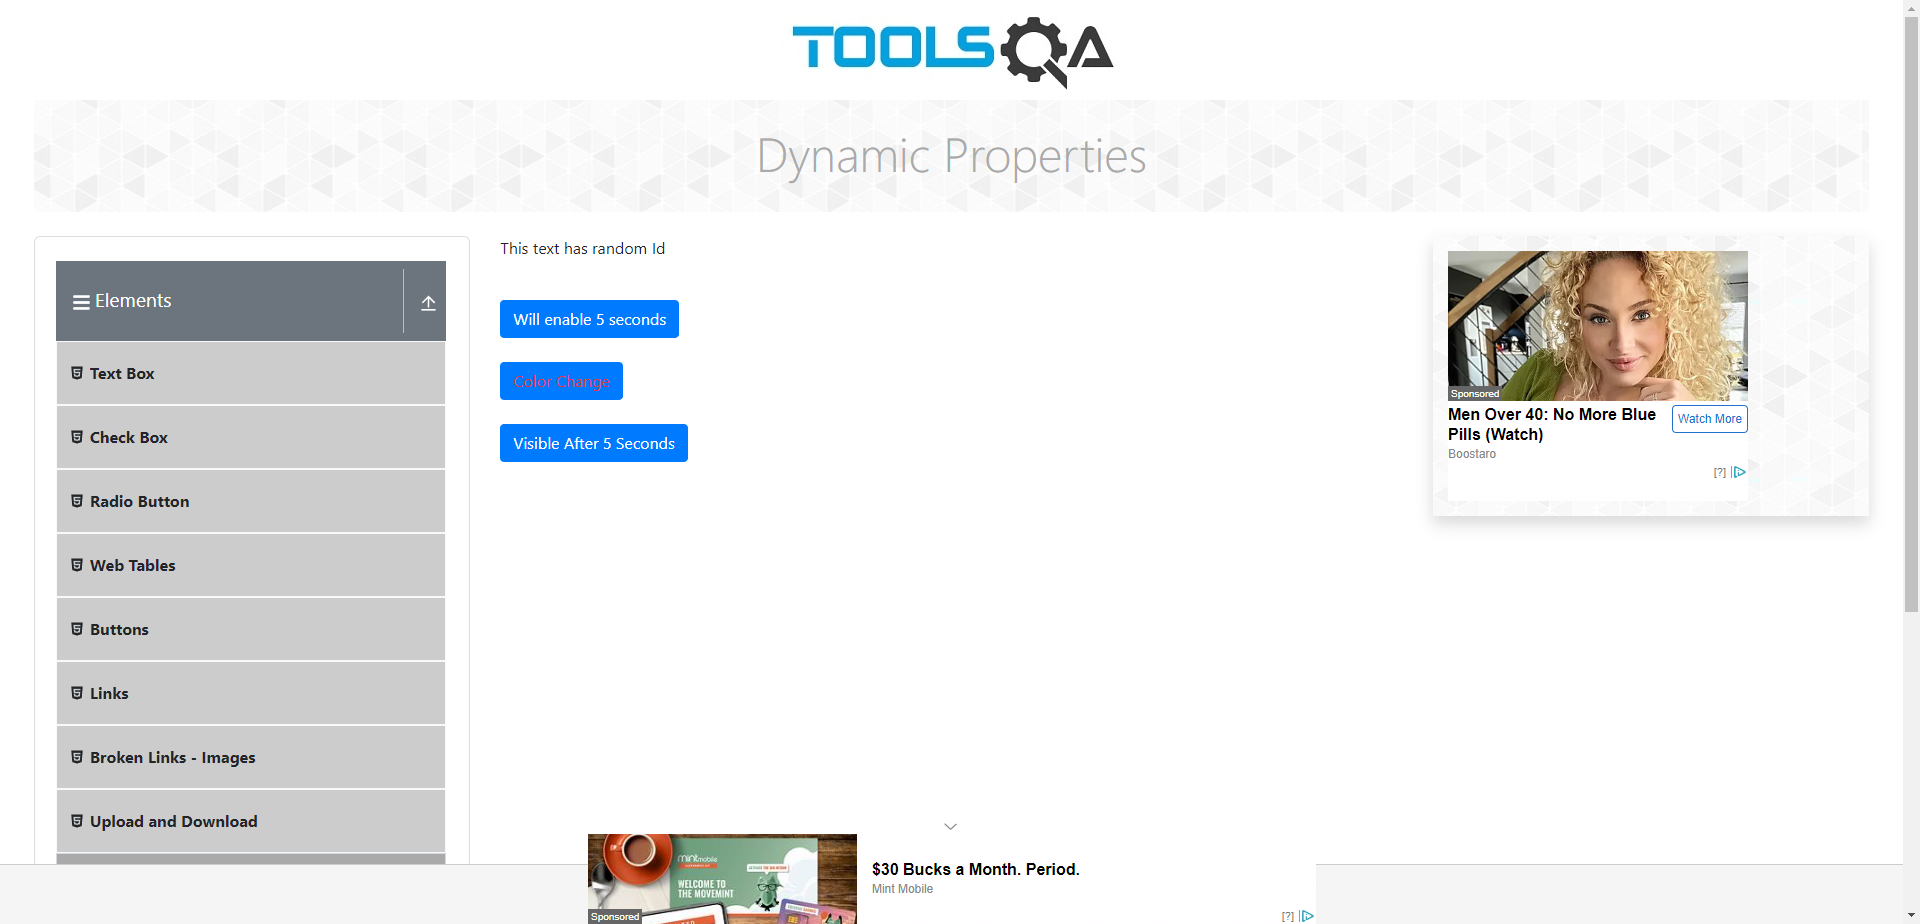 TOOLSQA
Dynamic Properties
Elements
Text Box
Check Box
Radio Button
Web Tables
Buttons
Links
Broken Links - Images
Upload and Download
This text has random Id
Will enable 5 seconds
Color Change
Visible After 5 Seconds
Sponsored
Men Over 40: No More Blue
Pills (Watch)
Watch More
Boostaro
[?]
mint mobile
WELCOME TO
THE MOVEMINT
Sponsored
$30 Bucks a Month. Period.
Mint Mobile
[?]